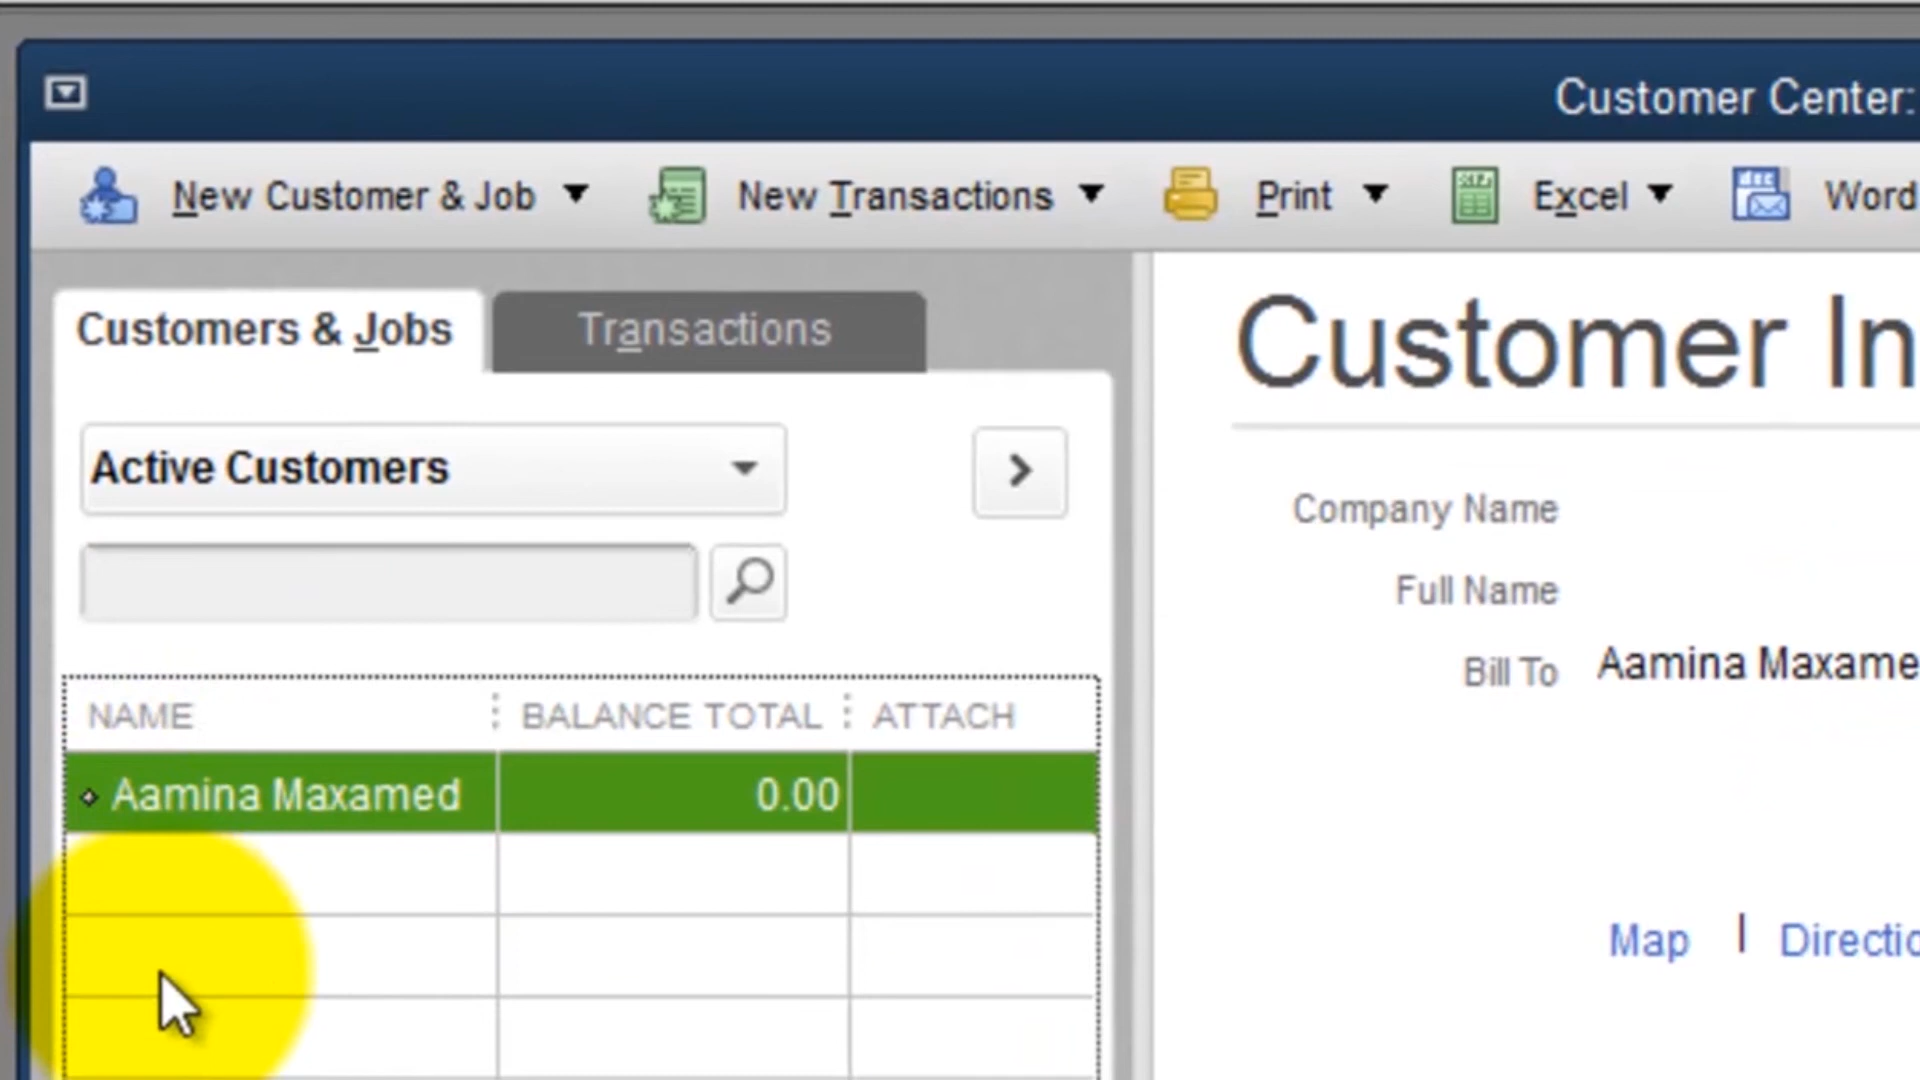 Customer Center:
New Customer & Job
New Transactions
Print
Excel
Word
Customers & Jobs
Transactions
Customer In
Active Customers
Company Name
Full Name
Bill To
Aamina Maxame
NAME
BALANCE TOTAL
ATTACH
Aamina Maxamed
0.00
Map | Directio